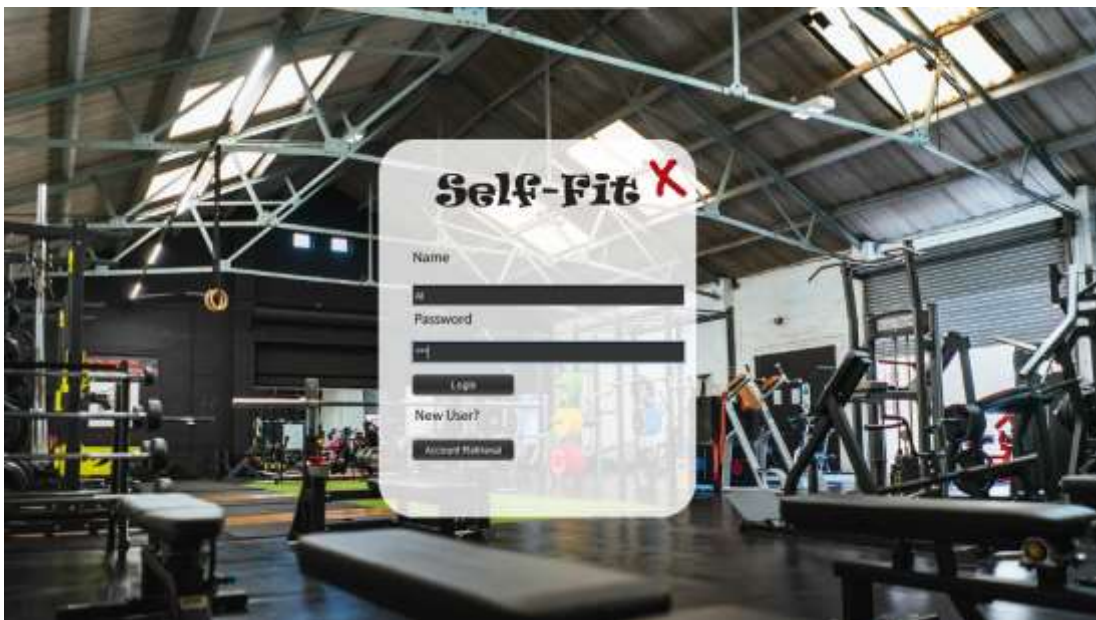 Self-Fit X
Name
Password
***
Login
New User?
Account Retrieval